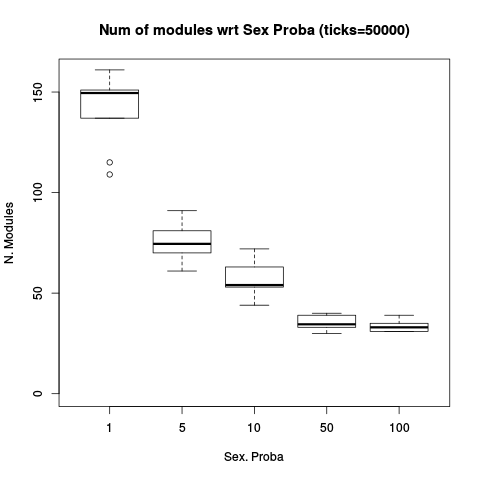 Num of modules wrt Sex Proba (ticks=50000)
N. Modules
150
100
50
0
1 5 10 50 100
Sex. Proba